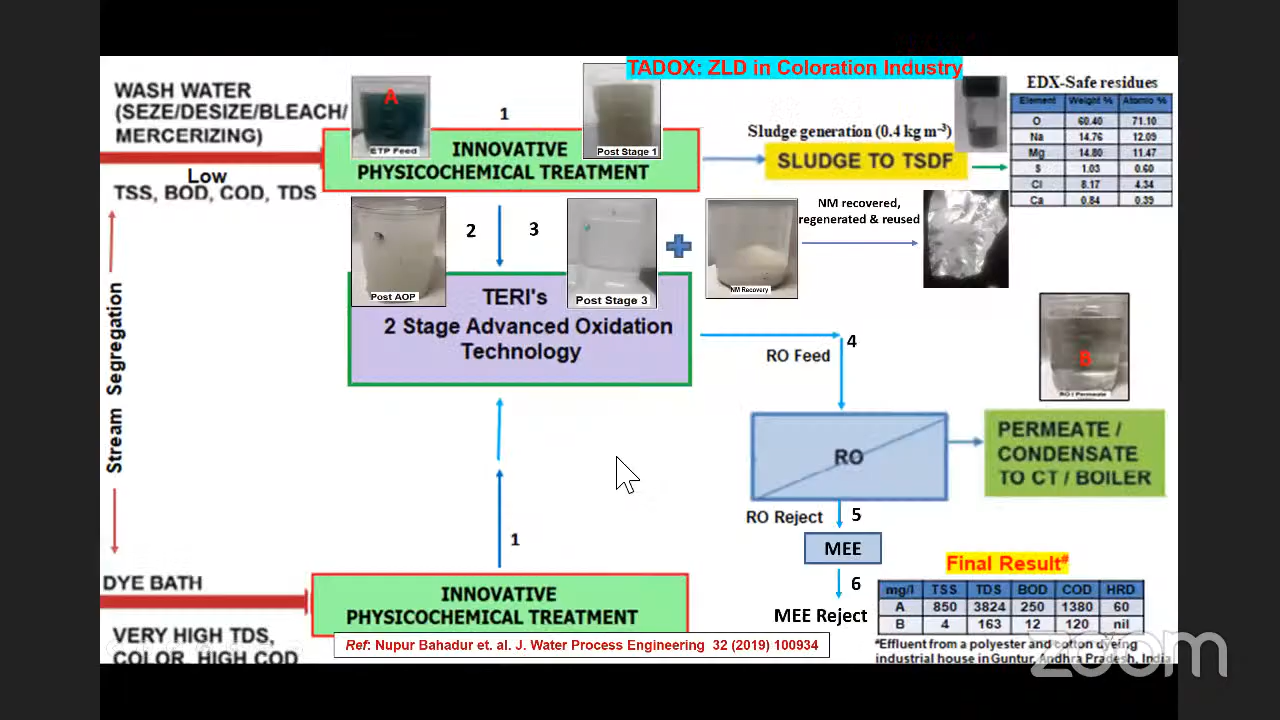 TADOX: ZLD in Coloration Industry
WASH WATER
(SEZE/DESIZE/BLEACH/
MERCERIZING)
Low
TSS, BOD, COD, TDS
A
ETP Feed
1
Post Stage 1
INNOVATIVE
PHYSICOCHEMICAL TREATMENT
Sludge generation (0.4 kg m⁻³)
SLUDGE TO TSDF
EDX-Safe residues
Element Weight % Atomic %
O 60.40 71.10
Na 14.76 12.09
Mg 14.80 11.47
S 1.03 0.60
Cl 8.17 4.34
Ca 0.84 0.39
Post AOP
2
3
Post Stage 3
NM Recovery
NM recovered,
regenerated & reused
TERI's
2 Stage Advanced Oxidation
Technology
Stream Segregation
RO Feed
4
B
RO I Permeate
RO
PERMEATE /
CONDENSATE
TO CT / BOILER
RO Reject
5
MEE
6
MEE Reject
1
DYE BATH
VERY HIGH TDS,
COLOR, HIGH COD
INNOVATIVE
PHYSICOCHEMICAL TREATMENT
Ref: Nupur Bahadur et. al. J. Water Process Engineering 32 (2019) 100934
Final Result#
mg/l TSS TDS BOD COD HRD
A 850 3824 250 1380 60
B 4 163 12 120 nil
#Effluent from a polyester and cotton dyeing
industrial house in Guntur, Andhra Pradesh, India
zoom